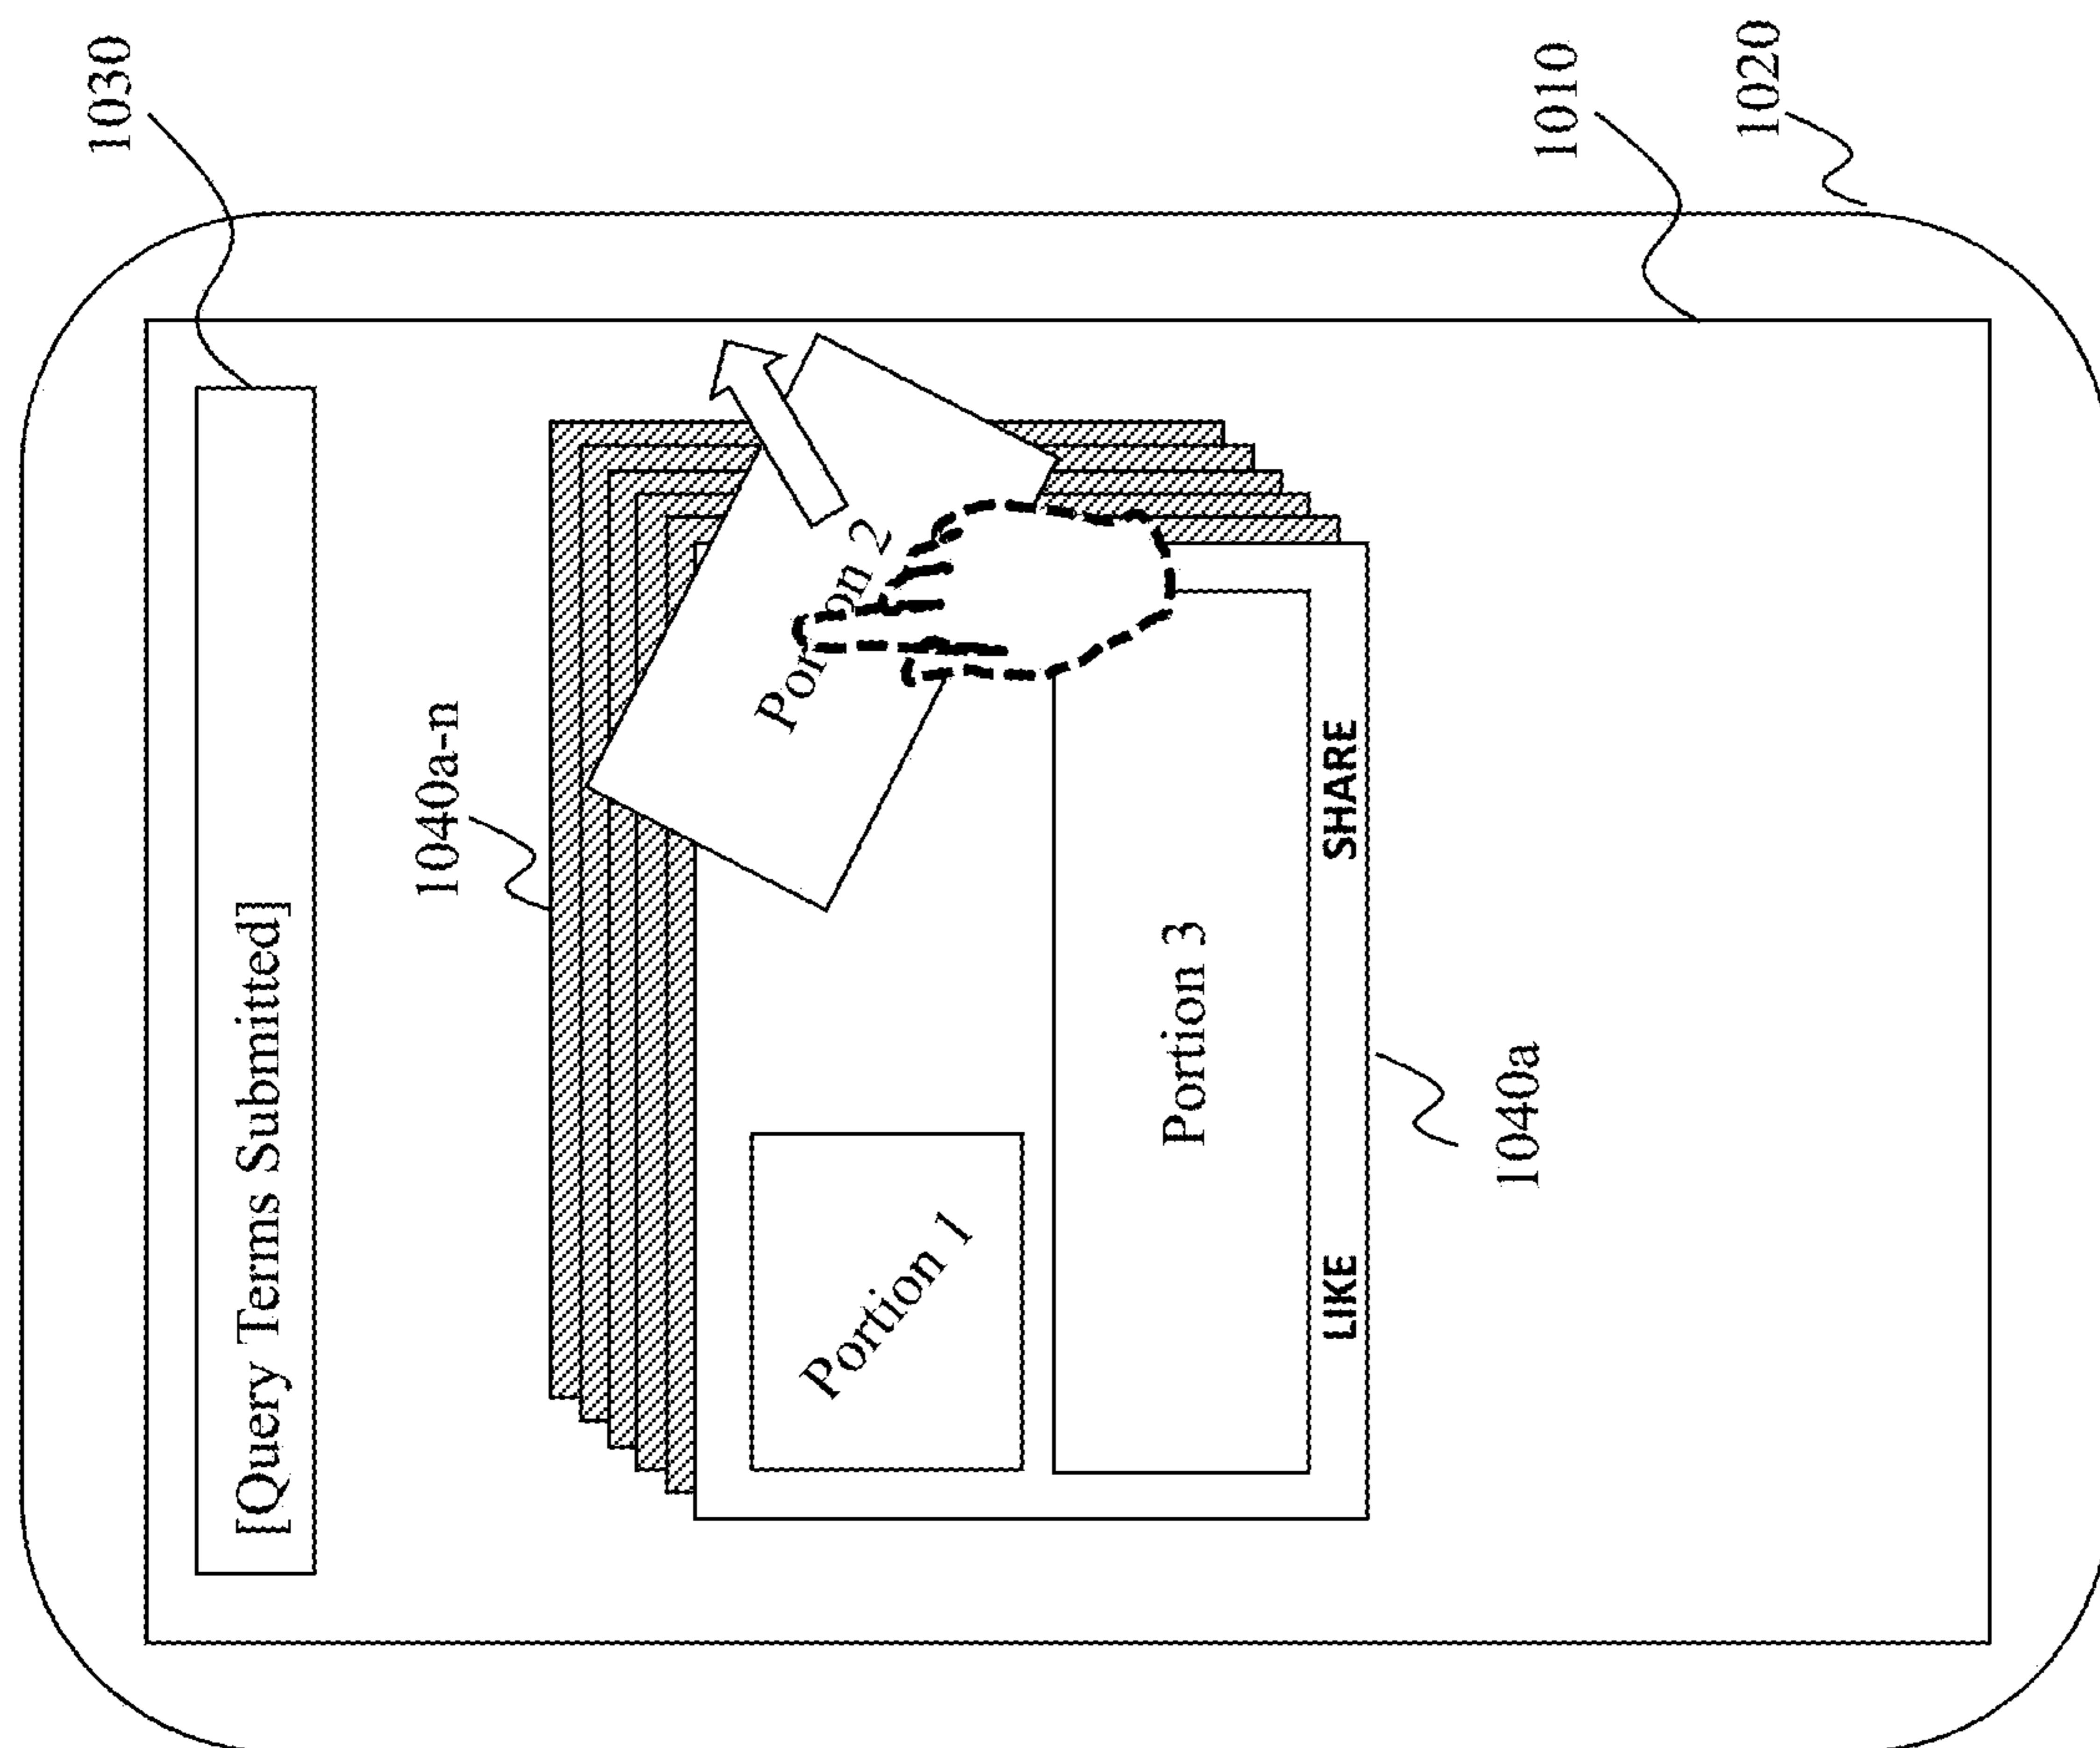 1030
[Query Terms Submitted]
1040a-n
Portion 1
Portion 2
Portion 3
LIKE
SHARE
1040a
1010
1020